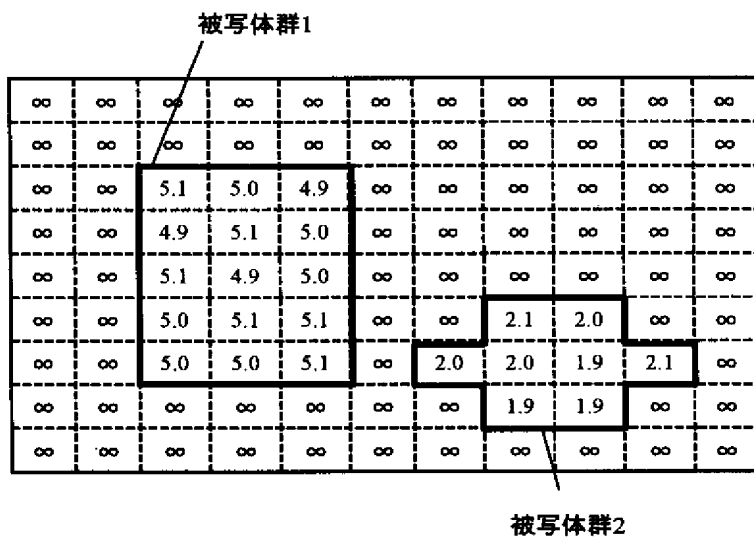 被写体群1
∞ ∞ ∞ ∞ ∞ ∞ ∞ ∞ ∞ ∞ ∞
∞ ∞ ∞ ∞ ∞ ∞ ∞ ∞ ∞ ∞ ∞
∞ ∞ 5.1 5.0 4.9 ∞ ∞ ∞ ∞ ∞ ∞
∞ ∞ 4.9 5.1 5.0 ∞ ∞ ∞ ∞ ∞ ∞
∞ ∞ 5.1 4.9 5.0 ∞ ∞ ∞ ∞ ∞ ∞
∞ ∞ 5.0 5.1 5.1 ∞ ∞ 2.1 2.0 ∞ ∞
∞ ∞ 5.0 5.0 5.1 ∞ 2.0 2.0 1.9 2.1 ∞
∞ ∞ ∞ ∞ ∞ ∞ ∞ 1.9 1.9 ∞ ∞
∞ ∞ ∞ ∞ ∞ ∞ ∞ ∞ ∞ ∞ ∞
被写体群2